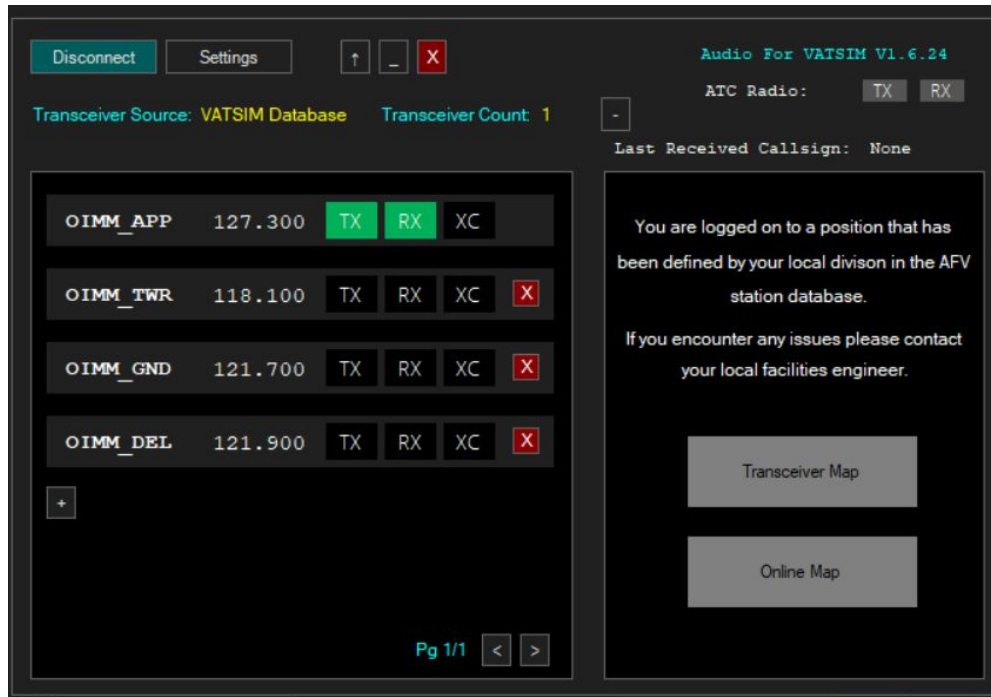 Disconnect Settings ↑ _ X
Audio For VATSIM V1.6.24
ATC Radio: TX RX
Transceiver Source: VATSIM Database Transceiver Count: 1
-
Last Received Callsign: None
OIMM_APP 127.300 TX RX XC
OIMM_TWR 118.100 TX RX XC X
OIMM_GND 121.700 TX RX XC X
OIMM_DEL 121.900 TX RX XC X
+
Pg 1/1 < >
You are logged on to a position that has
been defined by your local divison in the AFV
station database.
If you encounter any issues please contact
your local facilities engineer.
Transceiver Map
Online Map